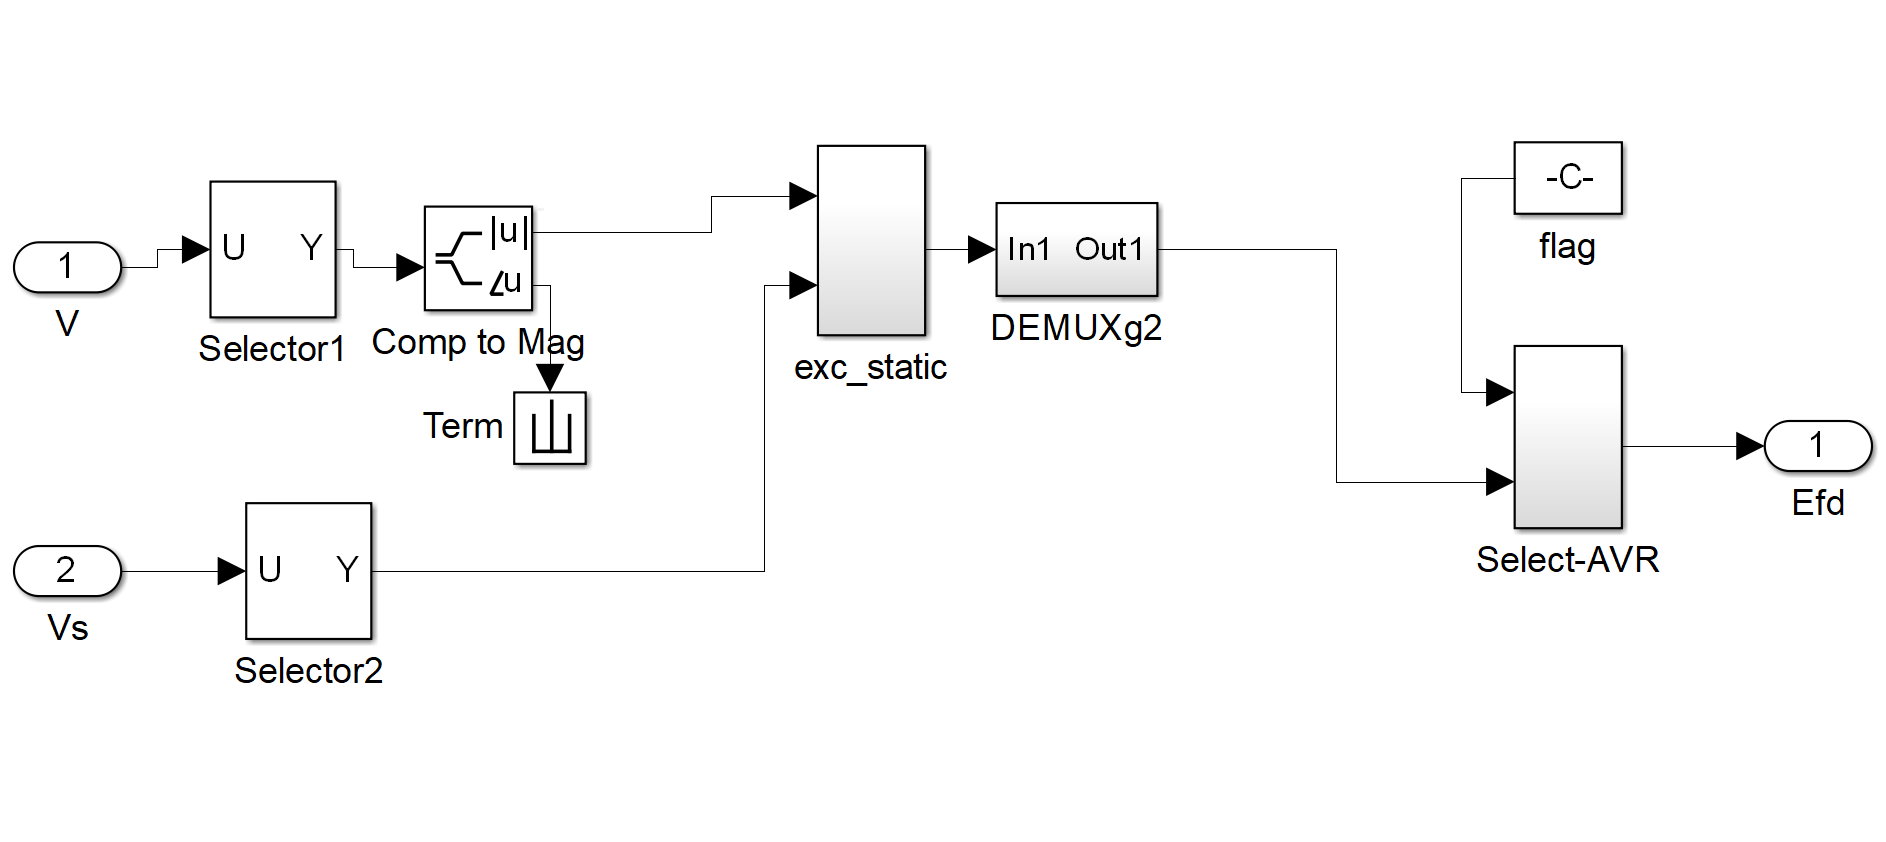 1
V
U Y
Selector1
|u|
∠u
Comp to Mag
Term
2
Vs
U Y
Selector2
exc_static
In1 Out1
DEMUXg2
-C-
flag
Select-AVR
1
Efd